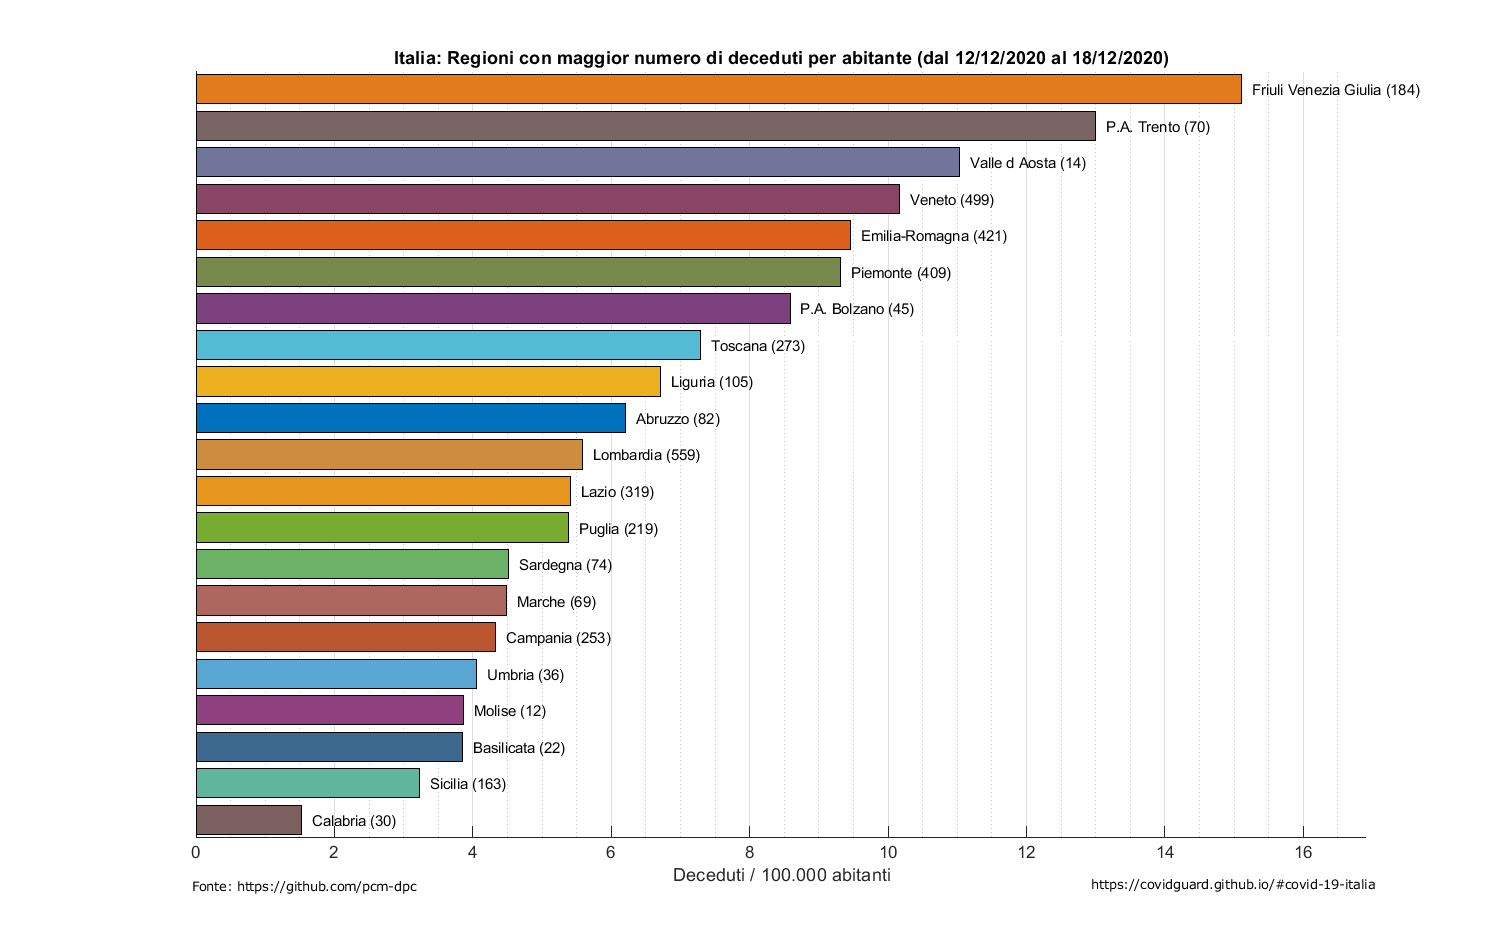 Italia: Regioni con maggior numero di deceduti per abitante (dal 12/12/2020 al 18/12/2020)
Friuli Venezia Giulia (184)
P.A. Trento (70)
Valle d Aosta (14)
Veneto (499)
Emilia-Romagna (421)
Piemonte (409)
P.A. Bolzano (45)
Toscana (273)
Liguria (105)
Abruzzo (82)
Lombardia (559)
Lazio (319)
Puglia (219)
Sardegna (74)
Marche (69)
Campania (253)
Umbria (36)
Molise (12)
Basilicata (22)
Sicilia (163)
Calabria (30)
0 2 4 6 8 10 12 14 16
Deceduti / 100.000 abitanti
Fonte: https://github.com/pcm-dpc
https://covidguard.github.io/#covid-19-italia